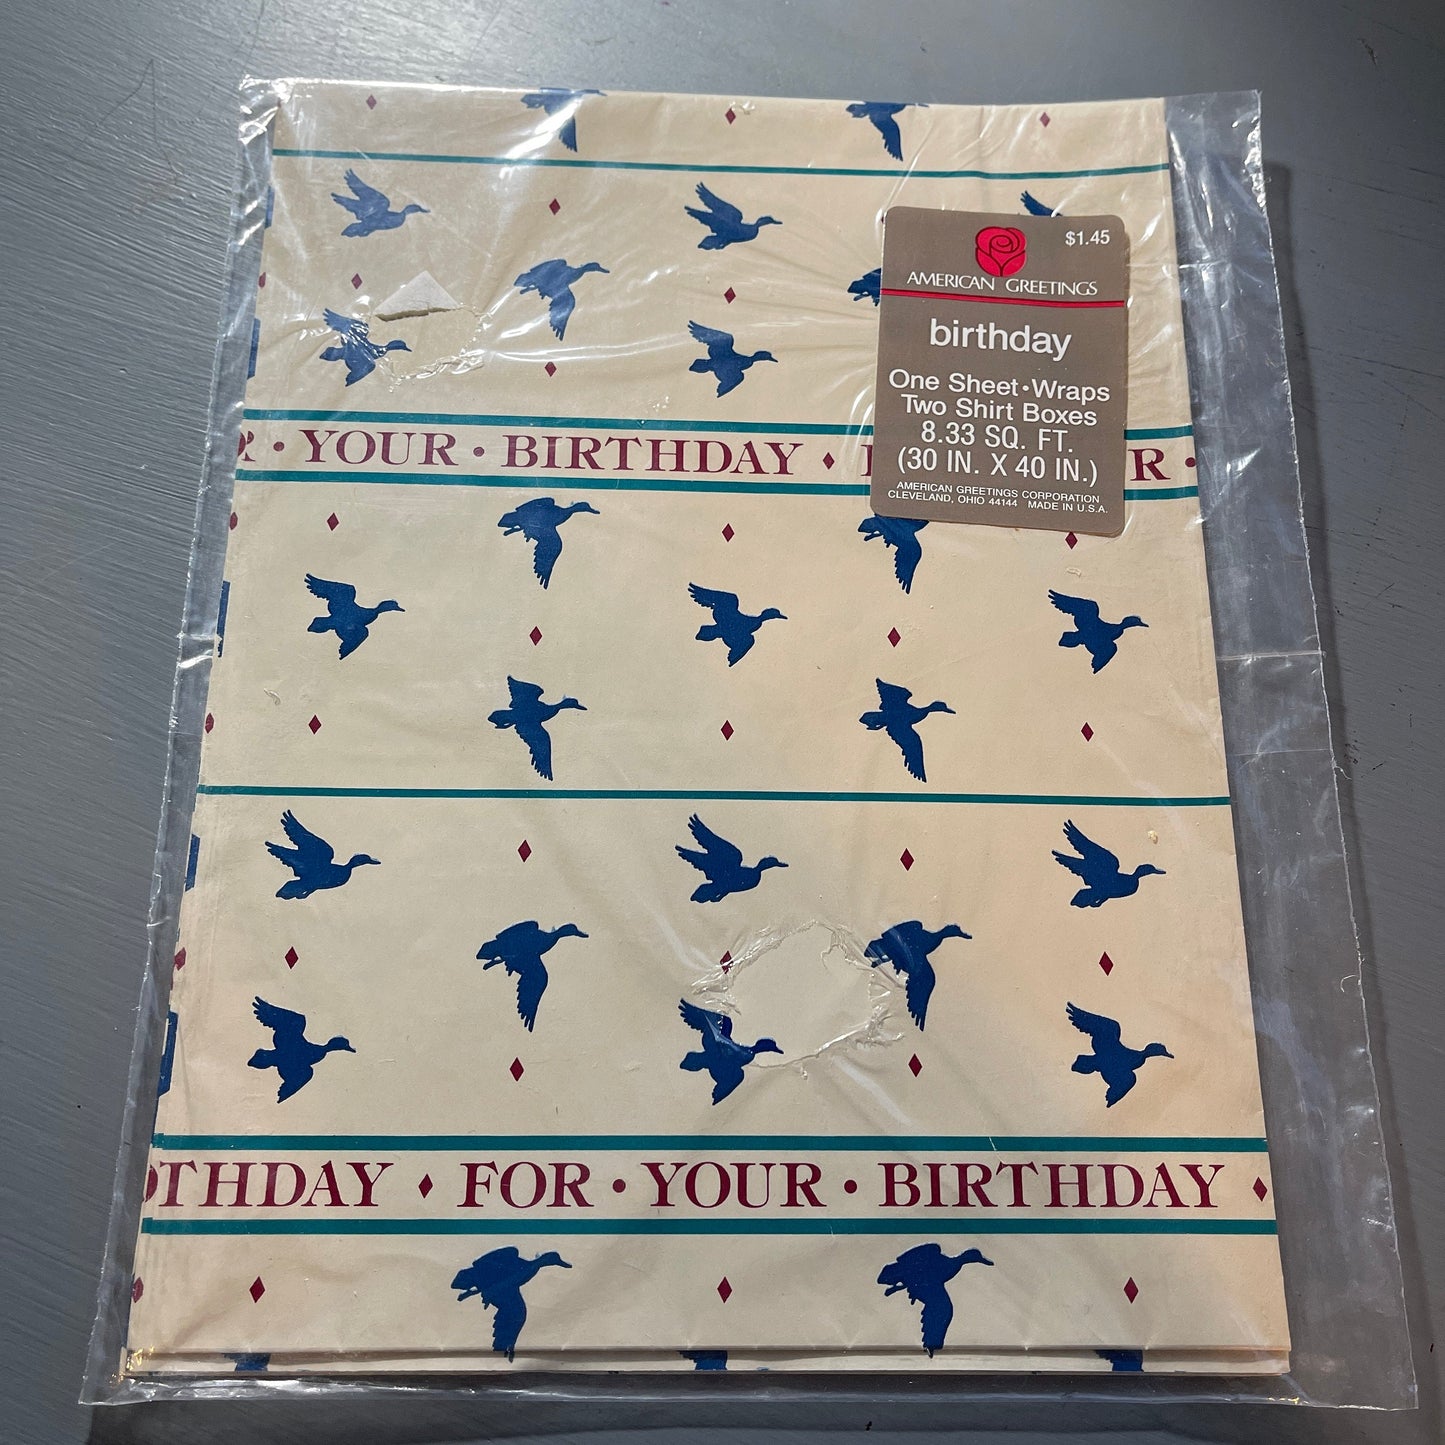 $1.45
AMERICAN GREETINGS
birthday
One Sheet•Wraps
Two Shirt Boxes
8.33 SQ. FT.
(30 IN. X 40 IN.)
AMERICAN GREETINGS CORPORATION
CLEVELAND, OHIO 44144 MADE IN U.S.A.
R • YOUR • BIRTHDAY ♦ R •
THDAY ♦ FOR • YOUR • BIRTHDAY ♦